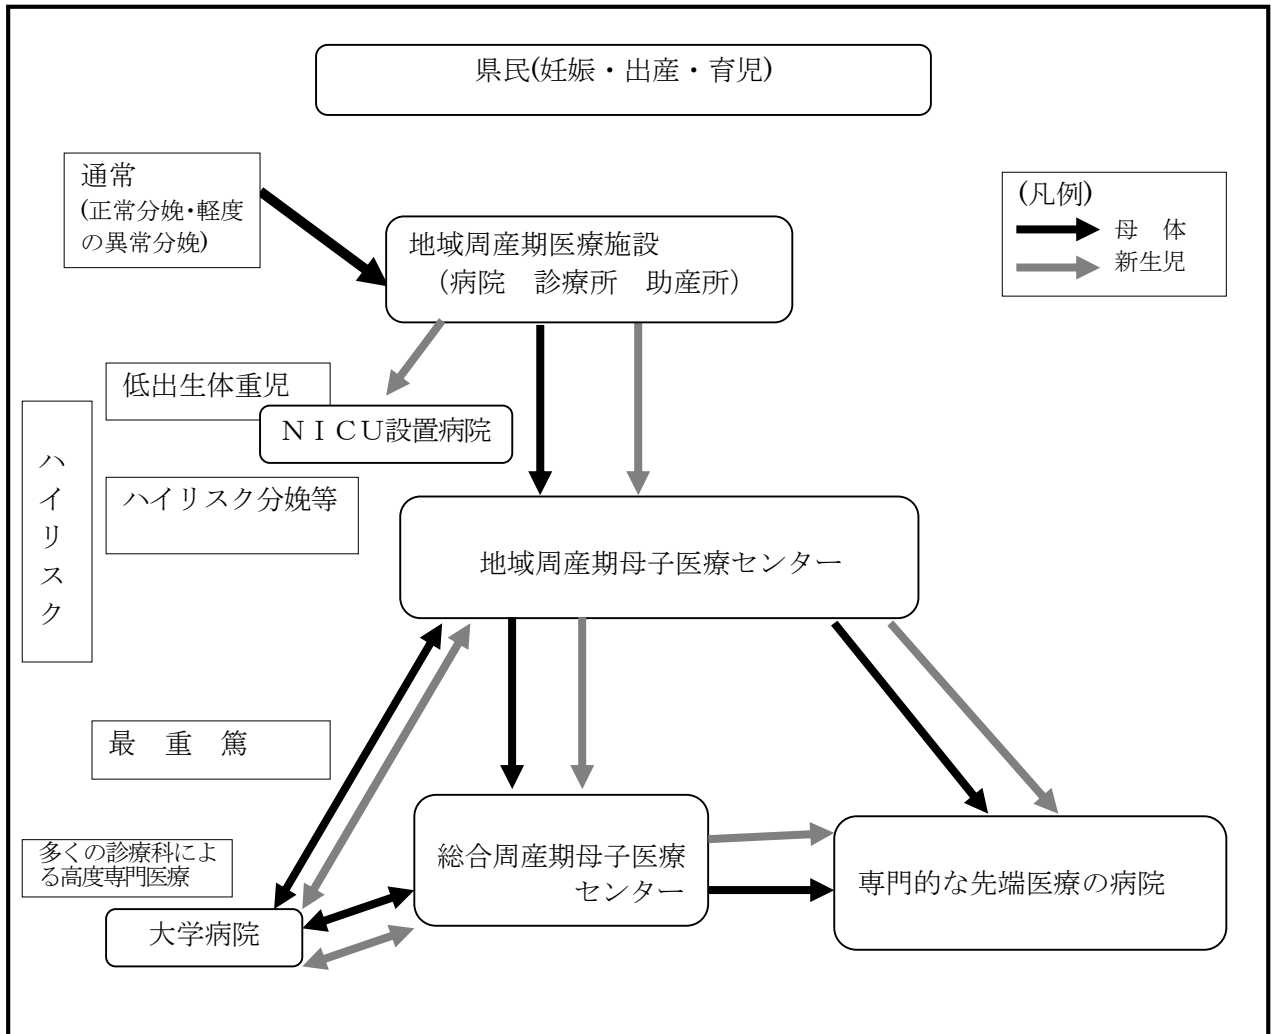 県民(妊娠・出産・育児)
通常
(正常分娩・軽度
の異常分娩)
(凡例)
母　体
新生児
地域周産期医療施設
（病院　診療所　助産所）
低出生体重児
ＮＩＣＵ設置病院
ハイリスク
ハイリスク分娩等
地域周産期母子医療センター
最　重　篤
多くの診療科によ
る高度専門医療
大学病院
総合周産期母子医療
センター
専門的な先端医療の病院